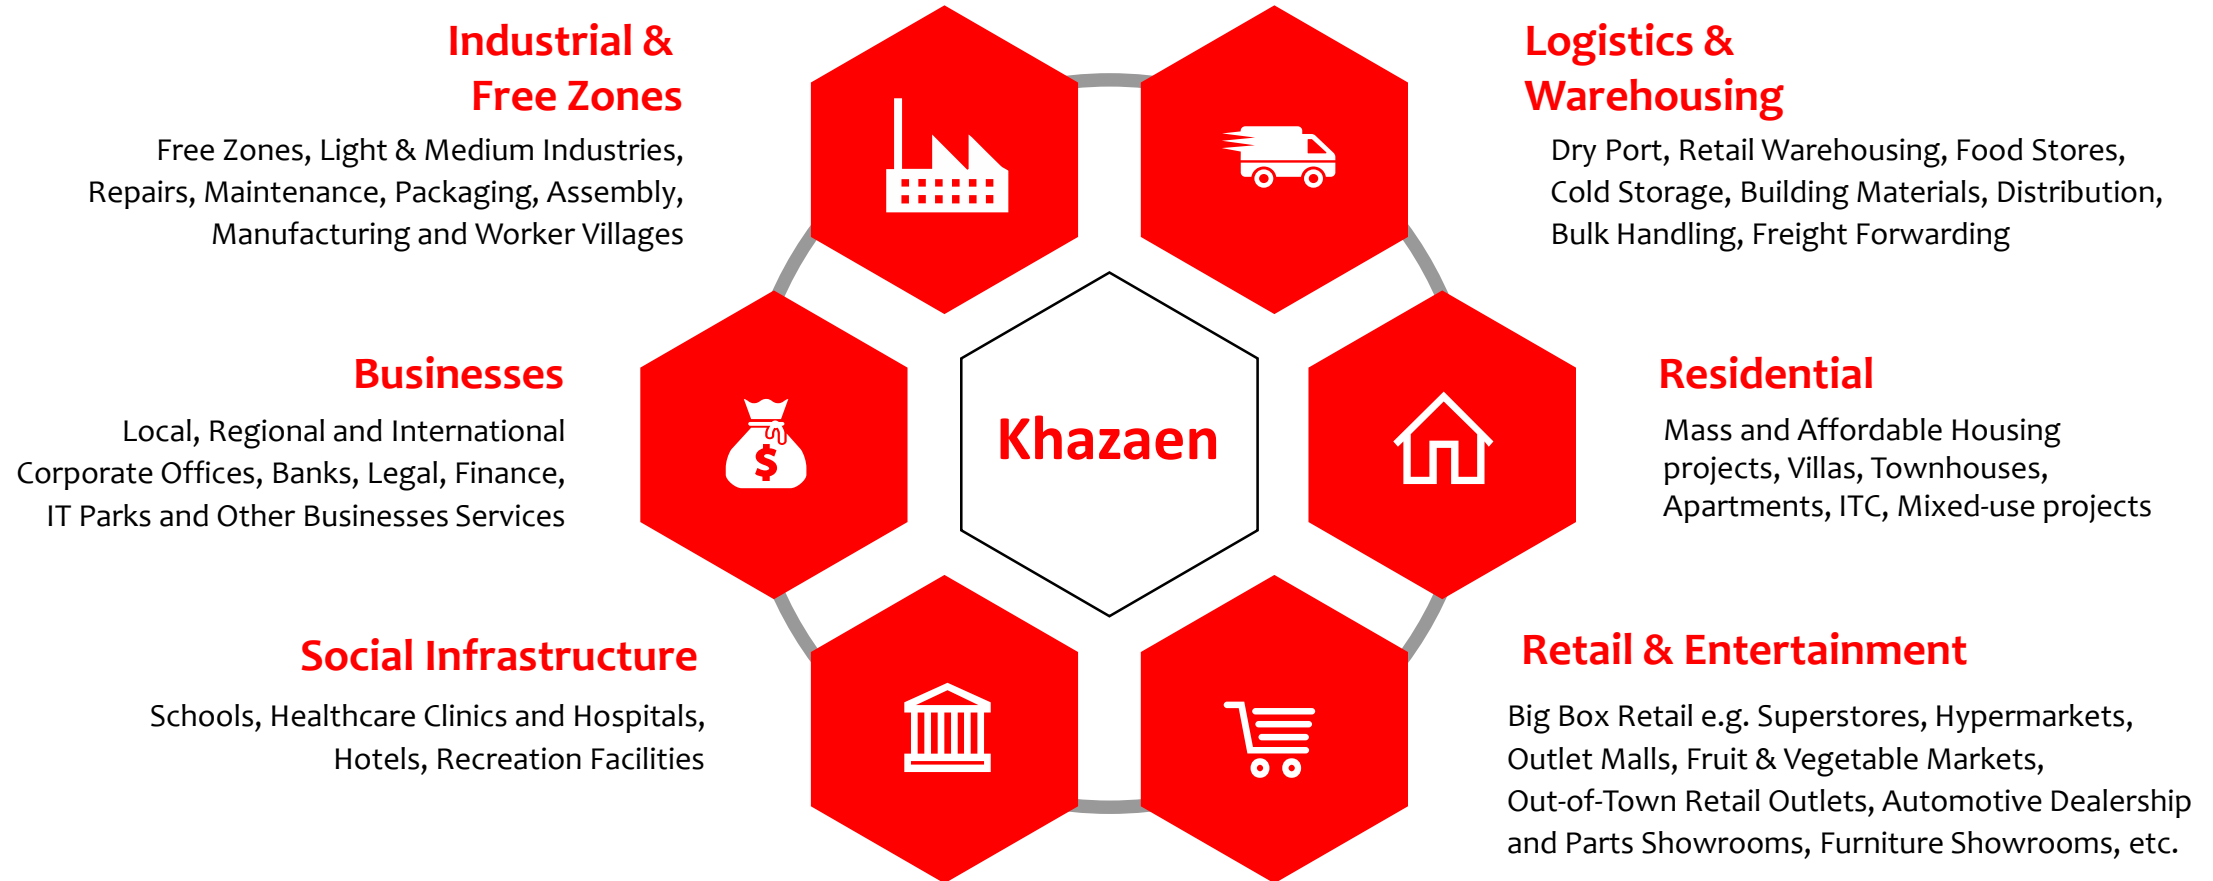 Industrial &
Free Zones
Free Zones, Light & Medium Industries,
Repairs, Maintenance, Packaging, Assembly,
Manufacturing and Worker Villages
Logistics &
Warehousing
Dry Port, Retail Warehousing, Food Stores,
Cold Storage, Building Materials, Distribution,
Bulk Handling, Freight Forwarding
Businesses
Local, Regional and International
Corporate Offices, Banks, Legal, Finance,
IT Parks and Other Businesses Services
$
Khazaen
Residential
Mass and Affordable Housing
projects, Villas, Townhouses,
Apartments, ITC, Mixed-use projects
Social Infrastructure
Schools, Healthcare Clinics and Hospitals,
Hotels, Recreation Facilities
Retail & Entertainment
Big Box Retail e.g. Superstores, Hypermarkets,
Outlet Malls, Fruit & Vegetable Markets,
Out-of-Town Retail Outlets, Automotive Dealership
and Parts Showrooms, Furniture Showrooms, etc.